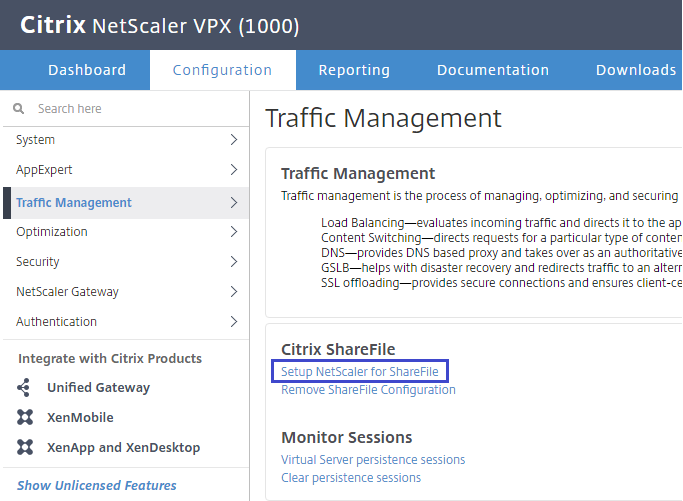 Citrix NetScaler VPX (1000)
Dashboard Configuration Reporting Documentation Downloads
Search here
System
AppExpert
Traffic Management
Optimization
Security
NetScaler Gateway
Authentication
Integrate with Citrix Products
Unified Gateway
XenMobile
XenApp and XenDesktop
Show Unlicensed Features
Traffic Management
Traffic Management
Traffic management is the process of managing, optimizing, and securing
Load Balancing—evaluates incoming traffic and directs it to the ap
Content Switching—directs requests for a particular type of conten
DNS—provides DNS based proxy and takes over as an authoritative
GSLB—helps with disaster recovery and redirects traffic to an altern
SSL offloading—provides secure connections and ensures client-ce
Citrix ShareFile
Setup NetScaler for ShareFile
Remove ShareFile Configuration
Monitor Sessions
Virtual Server persistence sessions
Clear persistence sessions